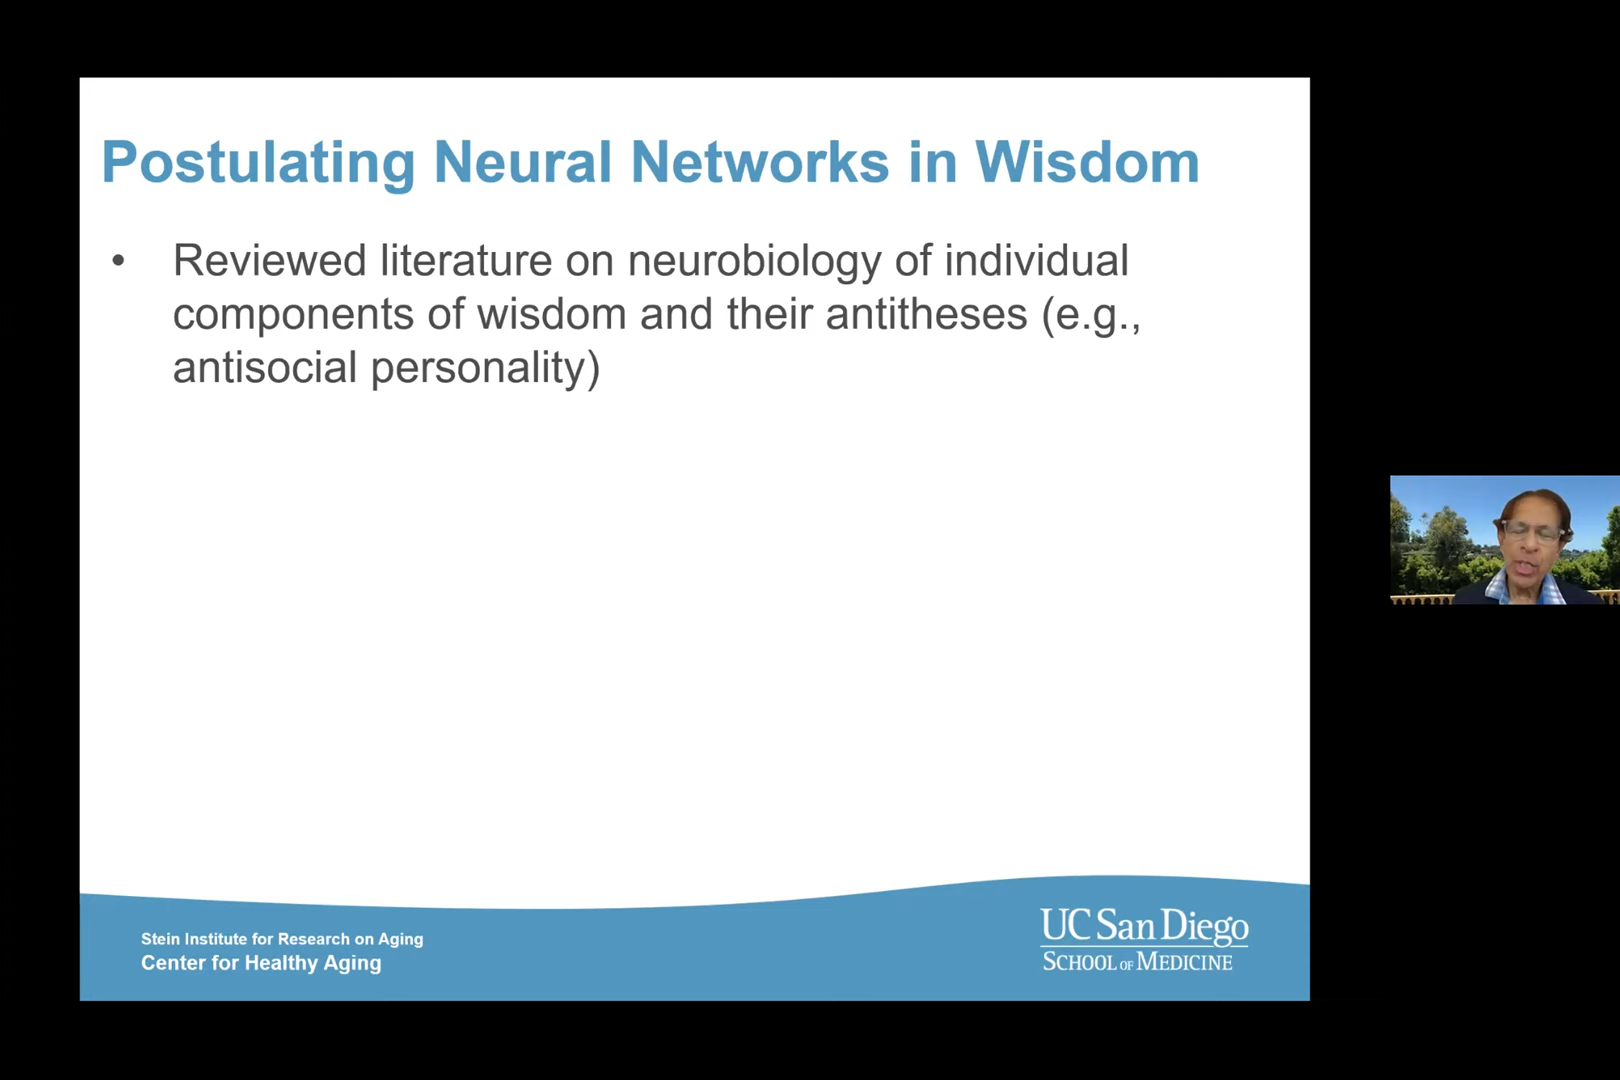 Postulating Neural Networks in Wisdom
• Reviewed literature on neurobiology of individual
components of wisdom and their antitheses (e.g.,
antisocial personality)
Stein Institute for Research on Aging
Center for Healthy Aging
UC San Diego
SCHOOL OF MEDICINE